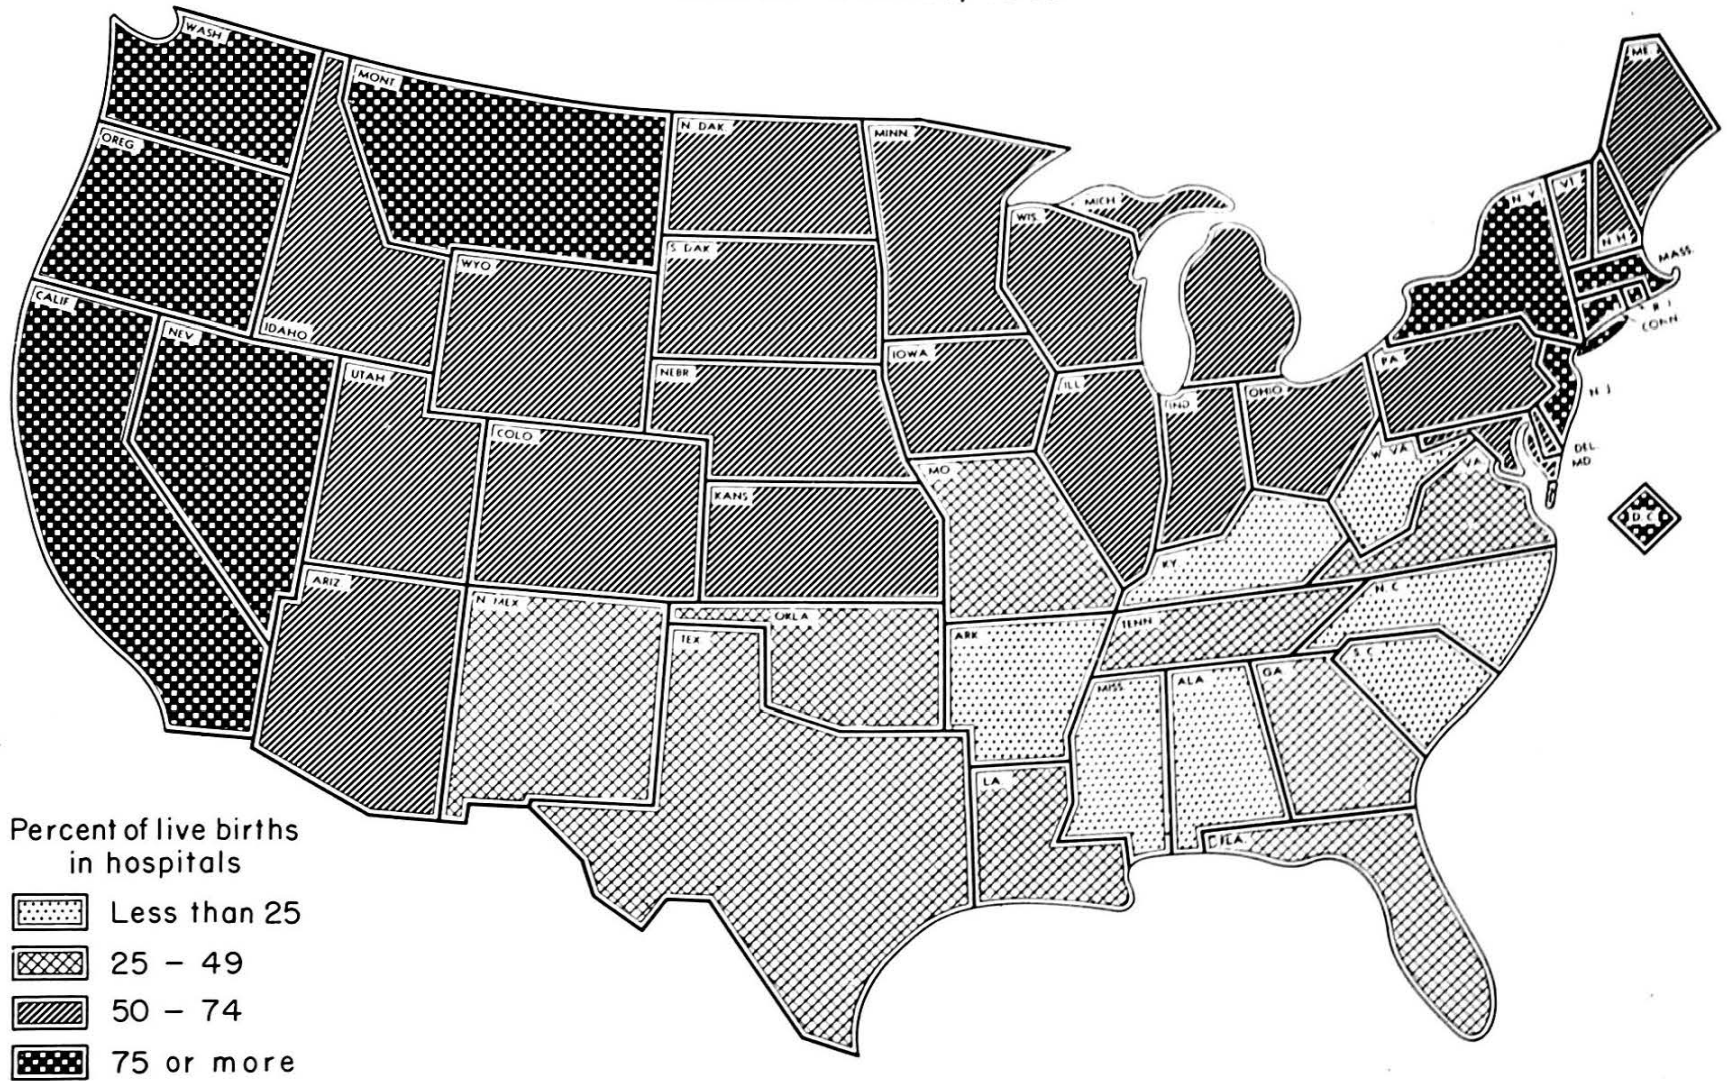 WASH
MONT.
ME.
N. DAK.
MINN.
OREG
VT.
N.Y.
MICH
WIS.
N.H.
S. DAK
MASS.
WYO
CALIF
R.I.
NEV.
IDAHO
CONN.
IOWA
PA.
UTAH
NEBR
ILL
IND.
OHIO
N.J.
COLO
W. VA.
DEL.
MD.
MO
VA.
KANS
D.C.
KY
ARIZ.
N. MEX
N.C.
OKLA
TENN
TEX.
ARK
S.C.
MISS.
ALA
GA
LA
FLA.
Percent of live births
in hospitals
Less than 25
25 – 49
50 – 74
75 or more